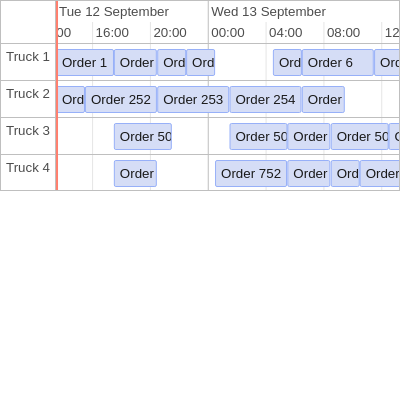 Tue 12 September Wed 13 September
:00 16:00 20:00 00:00 04:00 08:00 12
Truck 1 Order 1 Order Ord Ord Ord Order 6 Ord
Truck 2 Ord Order 252 Order 253 Order 254 Order
Truck 3 Order 50 Order 50 Order Order 50
Truck 4 Order Order 752 Order Ord Order